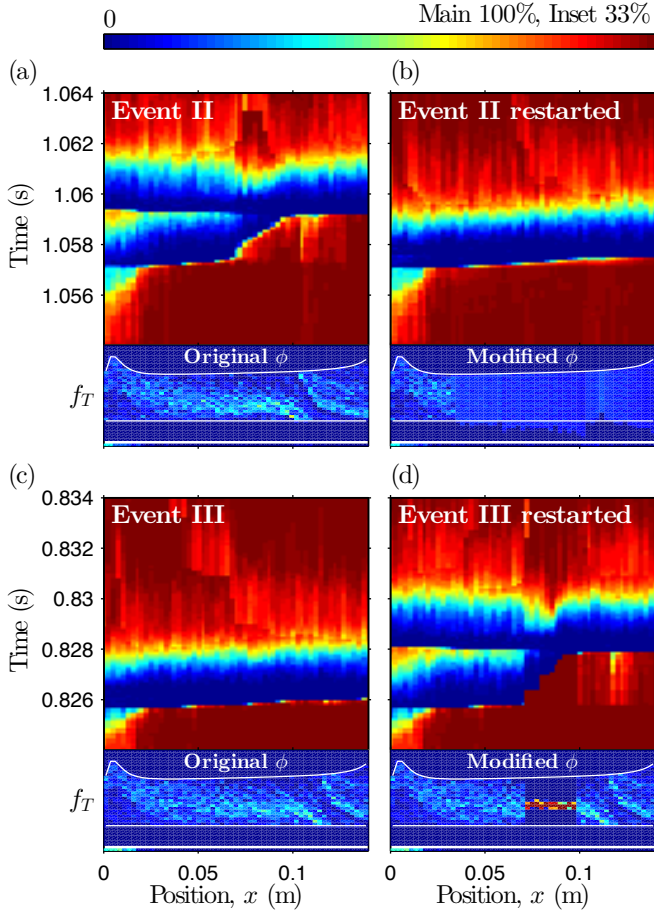 0 Main 100%, Inset 33%
(a) (b)
1.064
Event II Event II restarted
1.062
1.06
1.058
1.056
Time (s)
Original ϕ Modified ϕ
f_T
(c) (d)
0.834
Event III Event III restarted
0.832
0.83
0.828
0.826
Time (s)
Original ϕ Modified ϕ
f_T
0 0.05 0.1 0 0.05 0.1
Position, x (m) Position, x (m)